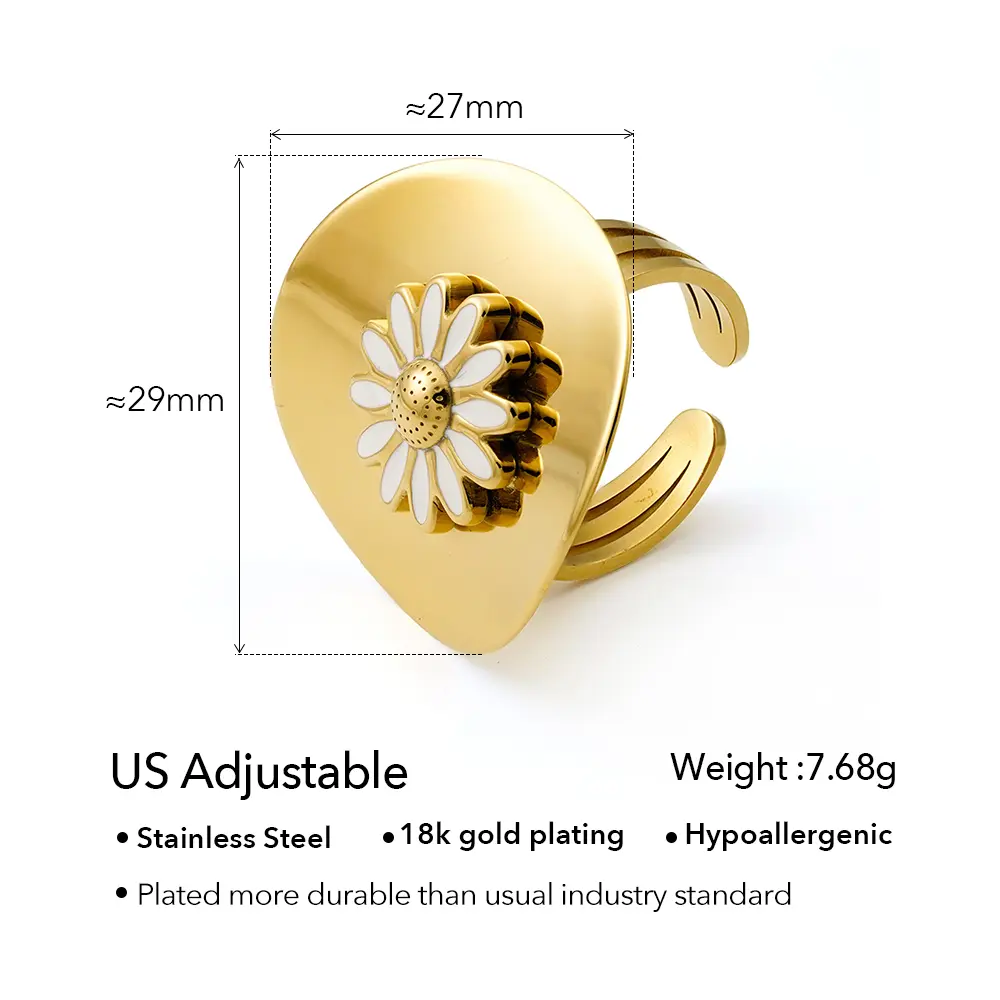 ≈27mm
≈29mm
US Adjustable
Weight :7.68g
• Stainless Steel
• 18k gold plating
• Hypoallergenic
• Plated more durable than usual industry standard